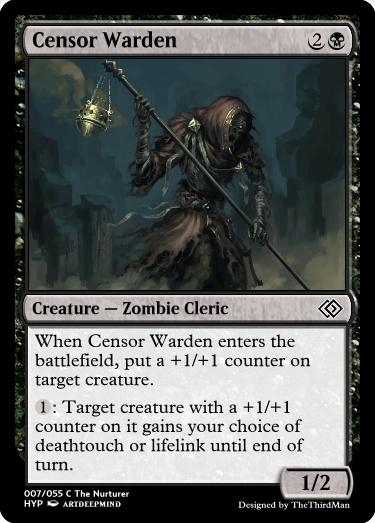 Censor Warden 2
Creature — Zombie Cleric
When Censor Warden enters the
battlefield, put a +1/+1 counter on
target creature.
1: Target creature with a +1/+1
counter on it gains your choice of
deathtouch or lifelink until end of
turn.
1/2
007/055 C The Nurturer
HYP ARTDEEPMIND
Designed by TheThirdMan